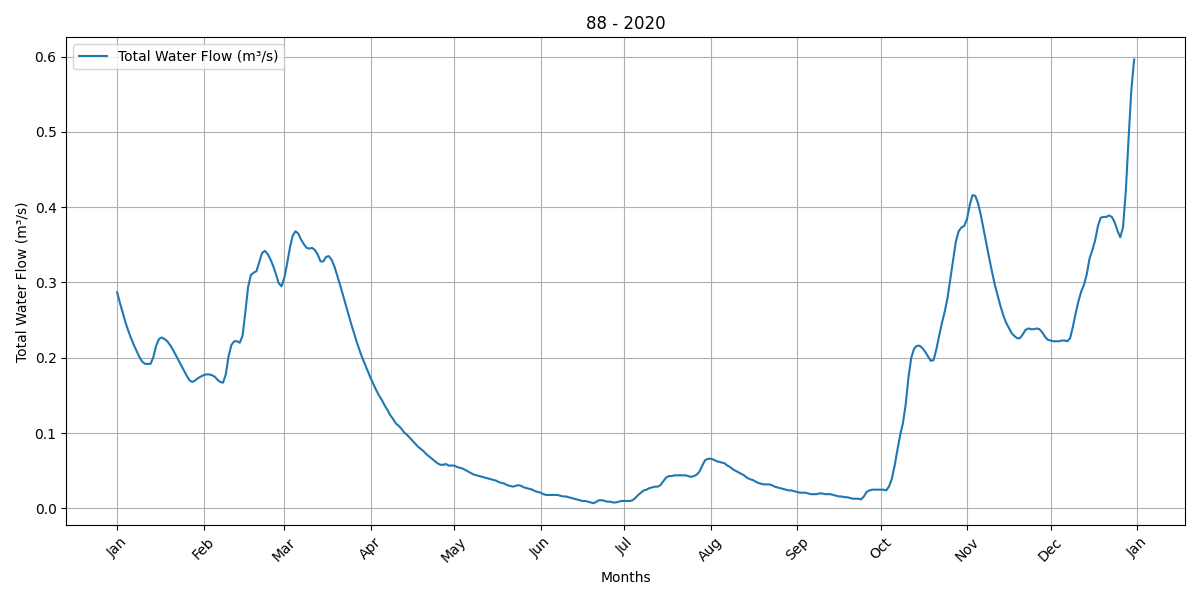 88 - 2020
Total Water Flow (m³/s)
Total Water Flow (m³/s)
0.6
0.5
0.4
0.3
0.2
0.1
0.0
Jan Feb Mar Apr May Jun Jul Aug Sep Oct Nov Dec Jan
Months